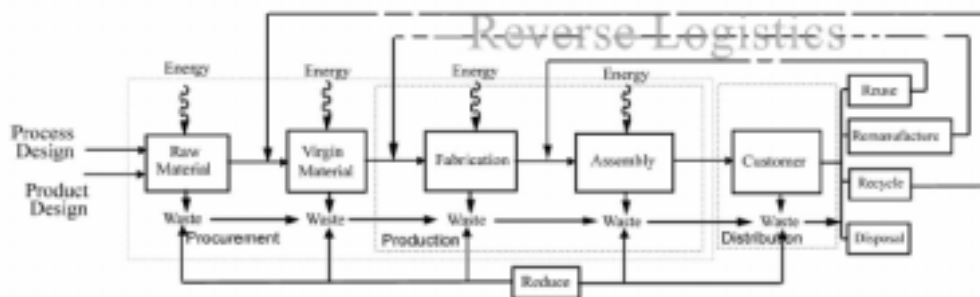 Reverse Logistics
Energy
Energy
Energy
Energy
Reuse
Process
Design
Raw
Material
Virgin
Material
Fabrication
Assembly
Customer
Remanufacture
Product
Design
Recycle
Waste
Waste
Waste
Waste
Waste
Procurement
Production
Distribution
Disposal
Reduce